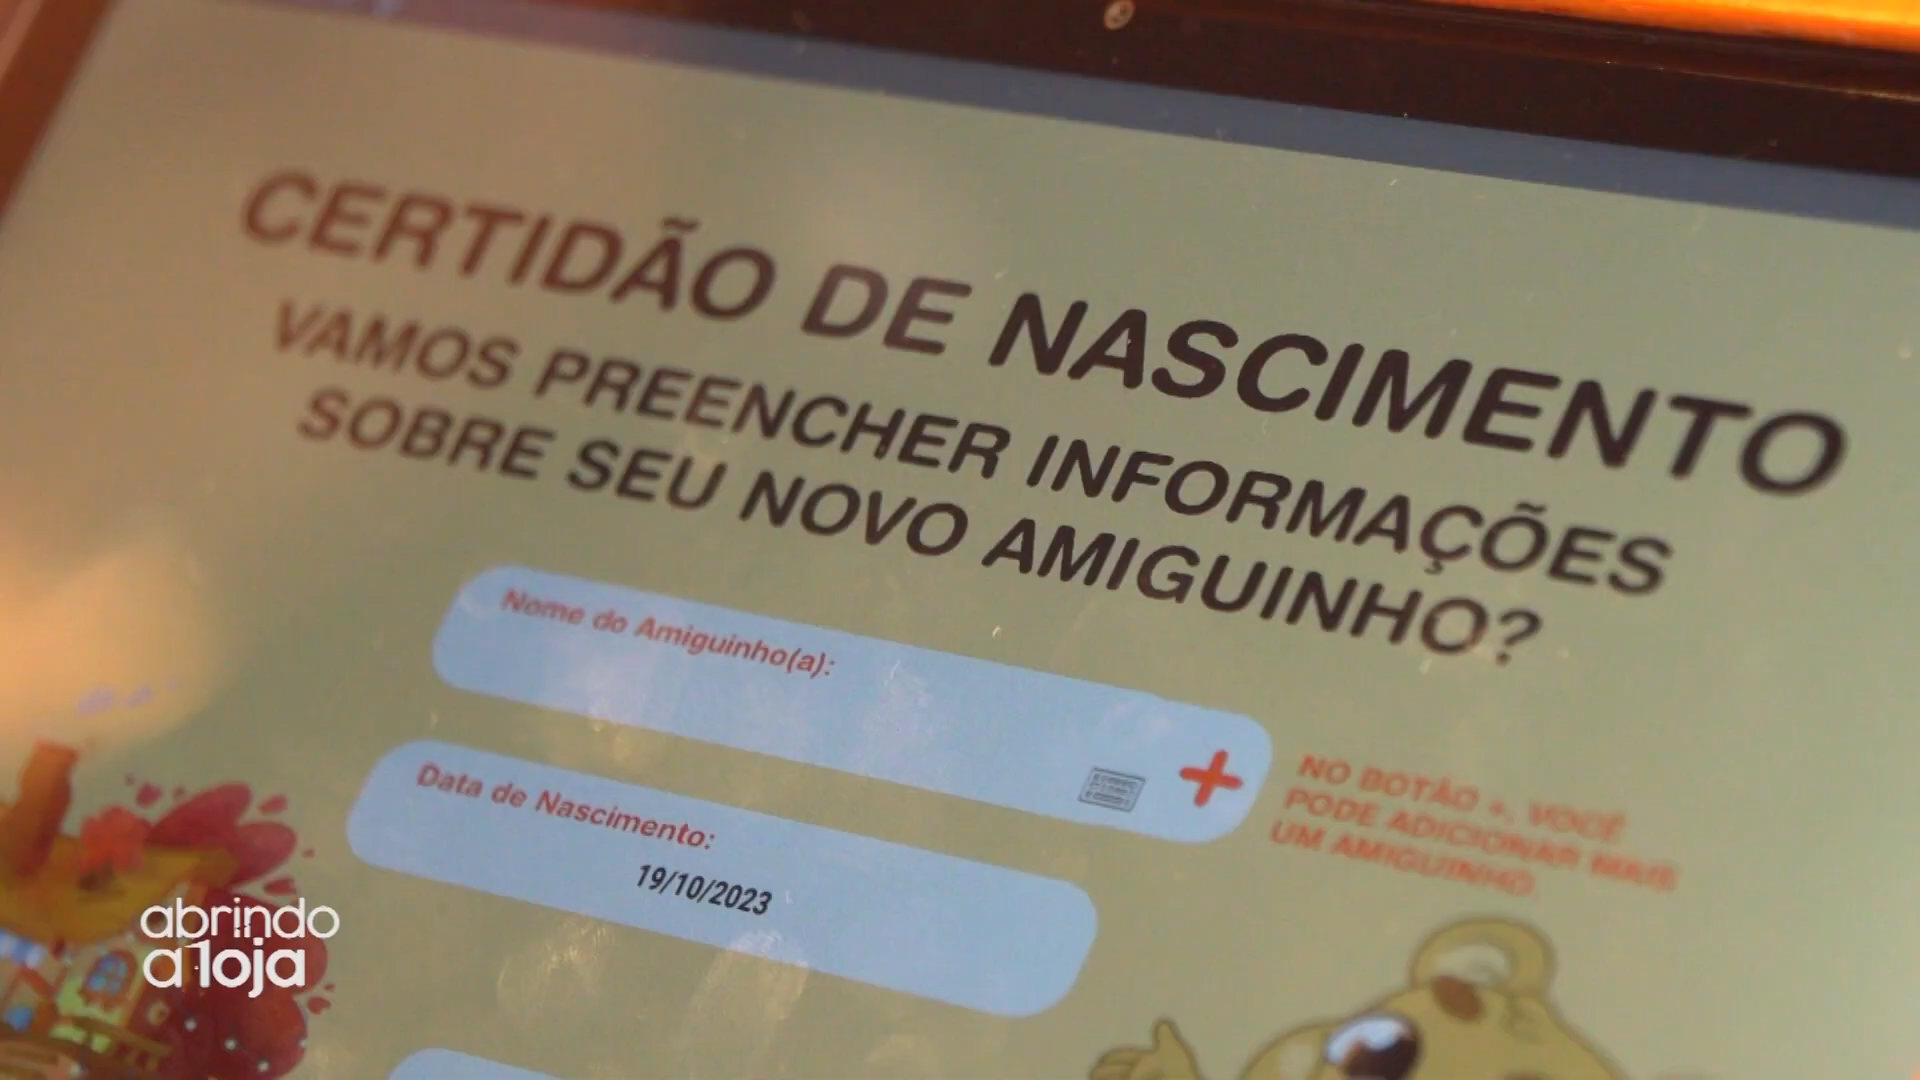 CERTIDÃO DE NASCIMENTO
VAMOS PREENCHER INFORMAÇÕES
SOBRE SEU NOVO AMIGUINHO?
Nome do Amiguinho(a):
NO BOTÃO +, VOCÊ
PODE ADICIONAR MAIS
UM AMIGUINHO
Data de Nascimento:
19/10/2023
abrindo
a loja